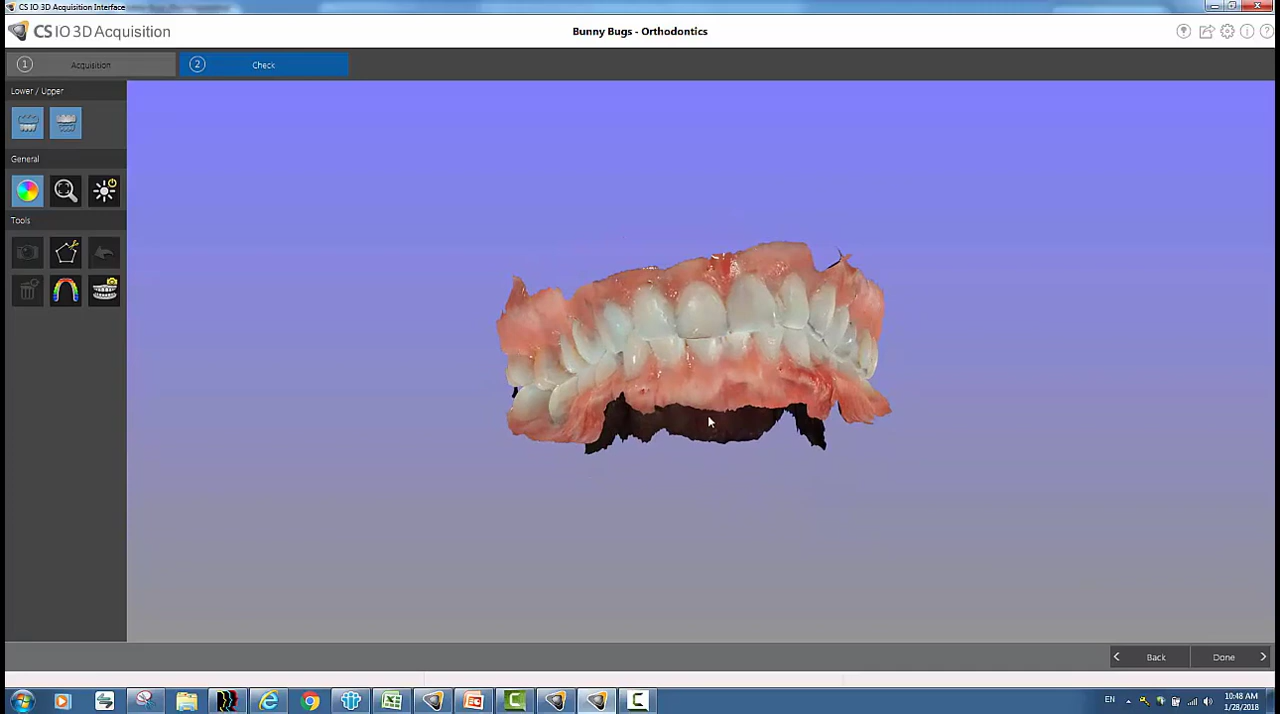 CS IO 3D Acquisition Interface
CS IO 3D Acquisition
Bunny Bugs - Orthodontics
1 Acquisition
2 Check
Lower / Upper
General
Tools
Back
Done
EN
10:48 AM
1/28/2018